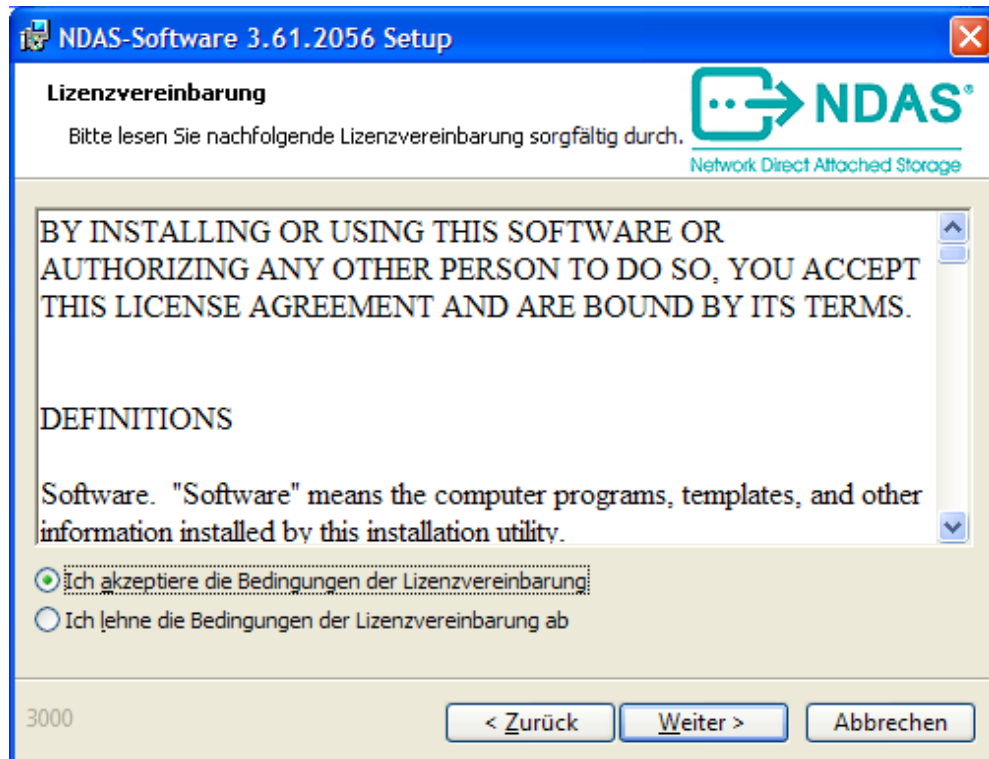 NDAS-Software 3.61.2056 Setup
Lizenzvereinbarung
Bitte lesen Sie nachfolgende Lizenzvereinbarung sorgfältig durch.
NDAS®
Network Direct Attached Storage
BY INSTALLING OR USING THIS SOFTWARE OR
AUTHORIZING ANY OTHER PERSON TO DO SO, YOU ACCEPT
THIS LICENSE AGREEMENT AND ARE BOUND BY ITS TERMS.
DEFINITIONS
Software.  "Software" means the computer programs, templates, and other
information installed by this installation utility.
Ich akzeptiere die Bedingungen der Lizenzvereinbarung
Ich lehne die Bedingungen der Lizenzvereinbarung ab
3000
< Zurück
Weiter >
Abbrechen